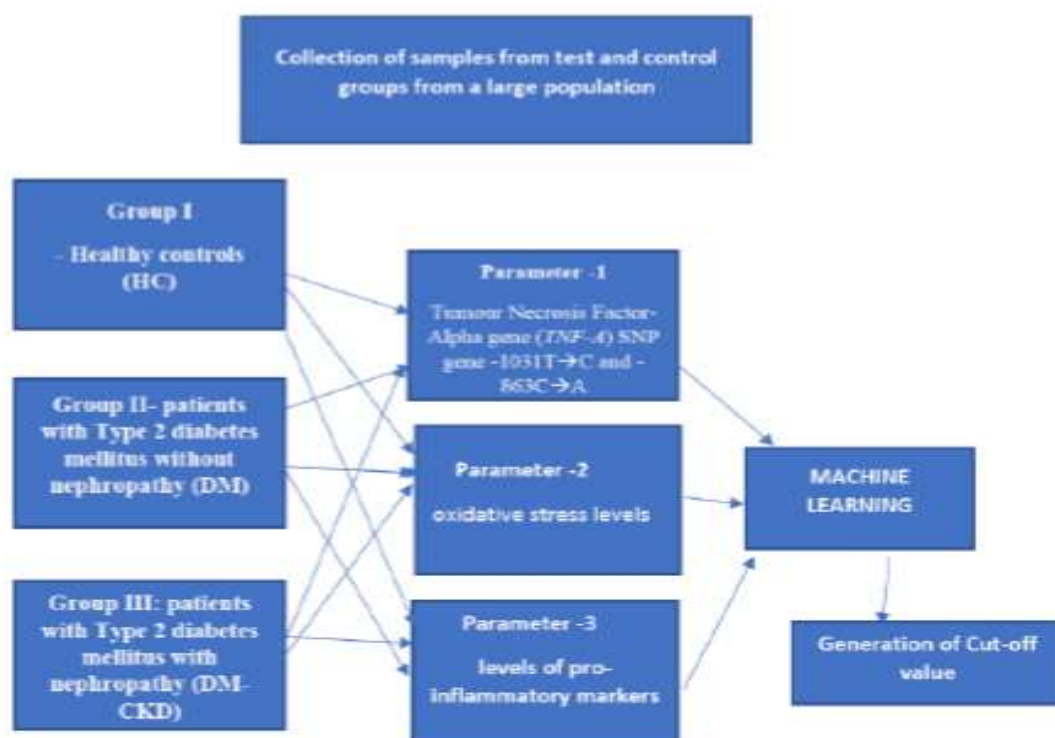 Collection of samples from test and control
groups from a large population
Group I
- Healthy controls
(HC)
Group II- patients
with Type 2 diabetes
mellitus without
nephropathy (DM)
Group III: patients
with Type 2 diabetes
mellitus with
nephropathy (DM-
CKD)
Parameter -1
Tumour Necrosis Factor-
Alpha gene (TNF-A) SNP
gene -1031T→C and -
863C→A
Parameter -2
oxidative stress levels
Parameter -3
levels of pro-
inflammatory markers
MACHINE
LEARNING
Generation of Cut-off
value